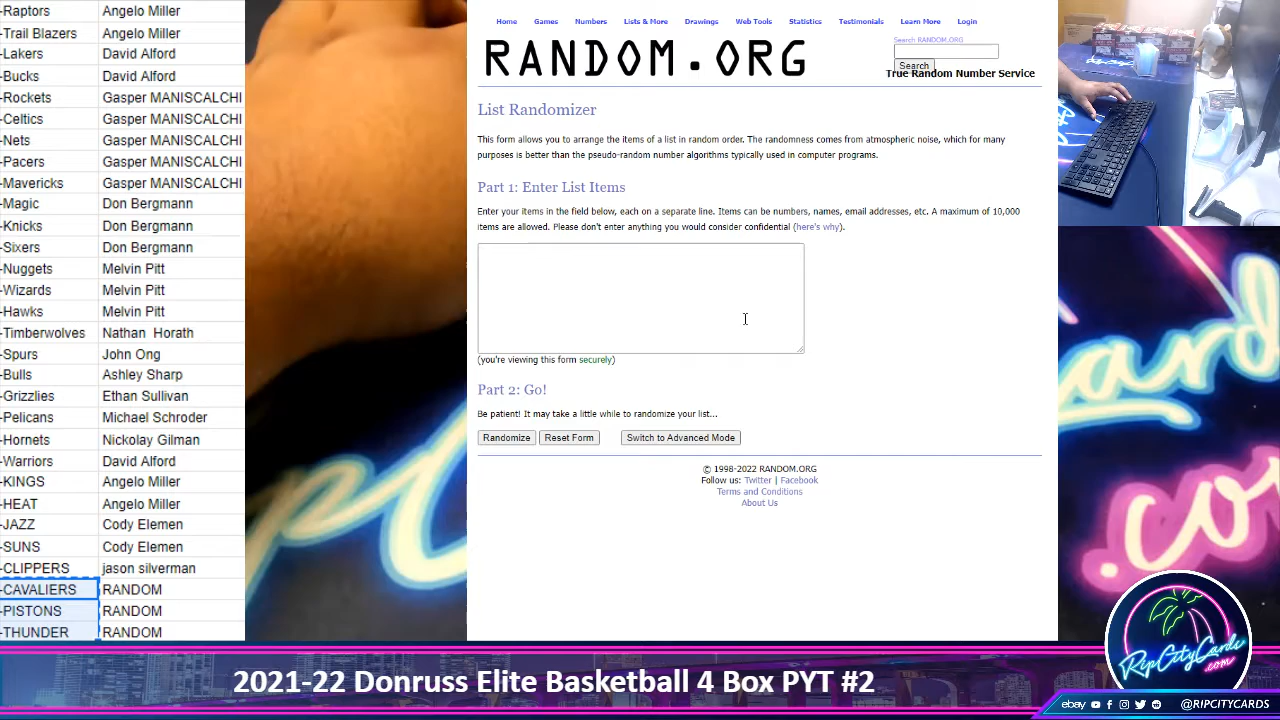 -Raptors Angelo Miller
-Trail Blazers Angelo Miller
-Lakers David Alford
-Bucks David Alford
-Rockets Gasper MANISCALCHI
-Celtics Gasper MANISCALCHI
-Nets Gasper MANISCALCHI
-Pacers Gasper MANISCALCHI
-Mavericks Gasper MANISCALCHI
-Magic Don Bergmann
-Knicks Don Bergmann
-Sixers Don Bergmann
-Nuggets Melvin Pitt
-Wizards Melvin Pitt
-Hawks Melvin Pitt
-Timberwolves Nathan Horath
-Spurs John Ong
-Bulls Ashley Sharp
-Grizzlies Ethan Sullivan
-Pelicans Michael Schroder
-Hornets Nickolay Gilman
-Warriors David Alford
-KINGS Angelo Miller
-HEAT Angelo Miller
-JAZZ Cody Elemen
-SUNS Cody Elemen
-CLIPPERS jason silverman
-CAVALIERS RANDOM
-PISTONS RANDOM
-THUNDER RANDOM
Home Games Numbers Lists & More Drawings Web Tools Statistics Testimonials Learn More Login
RANDOM.ORG
Search RANDOM.ORG
Search
True Random Number Service
List Randomizer
This form allows you to arrange the items of a list in random order. The randomness comes from atmospheric noise, which for many
purposes is better than the pseudo-random number algorithms typically used in computer programs.
Part 1: Enter List Items
Enter your items in the field below, each on a separate line. Items can be numbers, names, email addresses, etc. A maximum of 10,000
items are allowed. Please don't enter anything you would consider confidential (here's why).
(you're viewing this form securely)
Part 2: Go!
Be patient! It may take a little while to randomize your list...
Randomize Reset Form Switch to Advanced Mode
© 1998-2022 RANDOM.ORG
Follow us: Twitter | Facebook
Terms and Conditions
About Us
.co
RipCityCards
.com
2021-22 Donruss Elite Basketball 4 Box PYT #2
ebay @RIPCITYCARDS